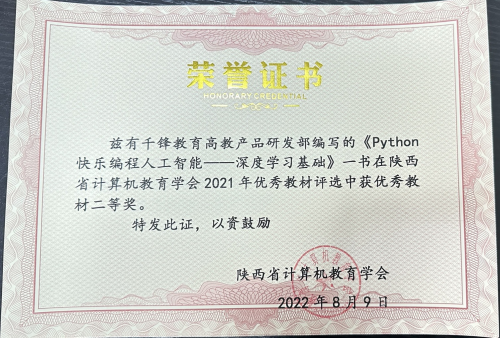 荣誉证书
HONORARY CREDENTIAL
兹有千锋教育高教产品研发部编写的《Python
快乐编程人工智能——深度学习基础》一书在陕西
省计算机教育学会2021年优秀教材评选中获优秀教
材二等奖。
特发此证，以资鼓励
陕西省计算机教育学会
2022年8月9日